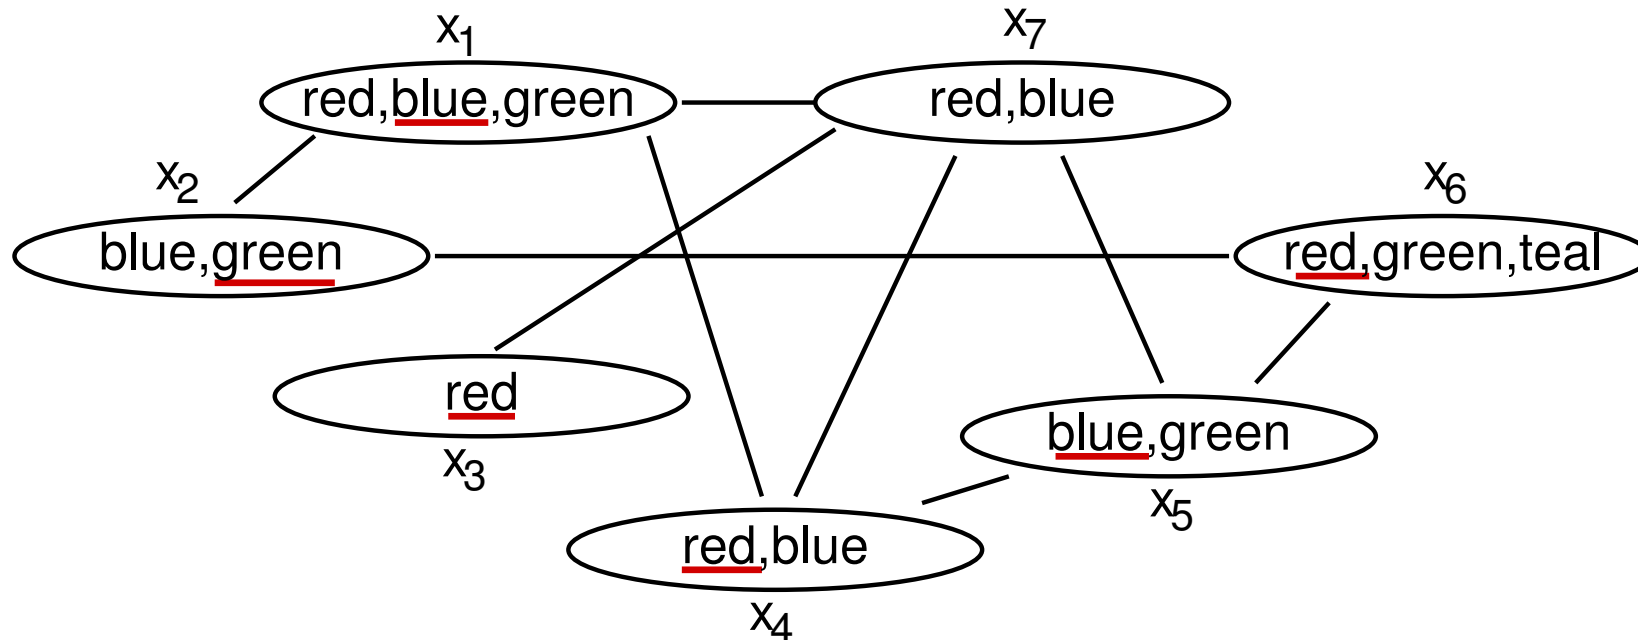 x1
x7
red,blue,green
red,blue
x2
x6
blue,green
red,green,teal
red
x3
blue,green
x5
red,blue
x4